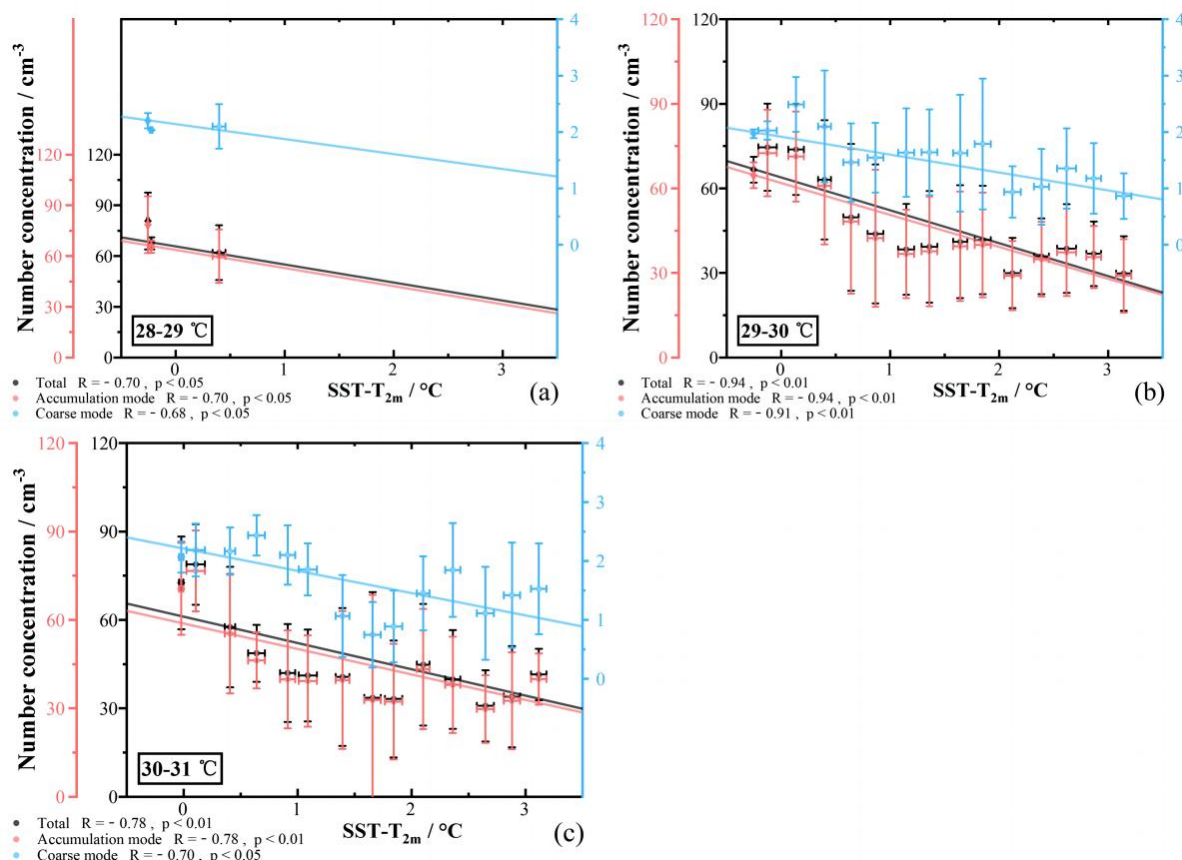 120
90
60
30
0
Number concentration / cm-3
120
90
60
30
0
28-29 ℃
4
3
2
1
0
0 1 2 3
SST-T2m / °C
(a)
Total R = - 0.70 , p < 0.05
Accumulation mode R = - 0.70 , p < 0.05
Coarse mode R = - 0.68 , p < 0.05
120
90
60
30
0
Number concentration / cm-3
120
90
60
30
0
29-30 ℃
4
3
2
1
0
0 1 2 3
SST-T2m / °C
(b)
Total R = - 0.94 , p < 0.01
Accumulation mode R = - 0.94 , p < 0.01
Coarse mode R = - 0.91 , p < 0.01
120
90
60
30
0
Number concentration / cm-3
120
90
60
30
0
30-31 ℃
4
3
2
1
0
0 1 2 3
SST-T2m / °C
(c)
Total R = - 0.78 , p < 0.01
Accumulation mode R = - 0.78 , p < 0.01
Coarse mode R = - 0.70 , p < 0.05